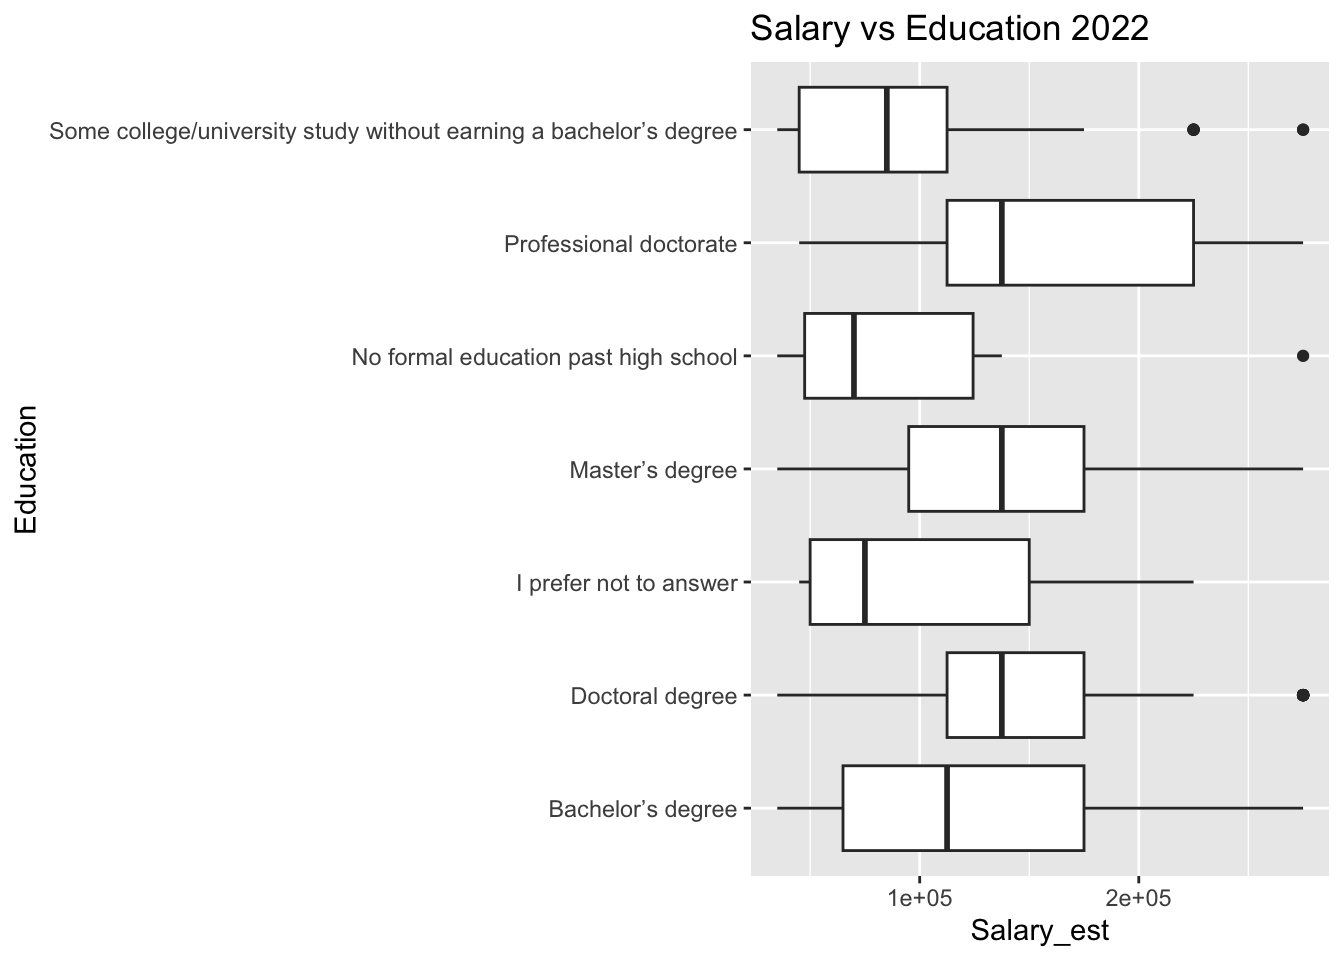 Salary vs Education 2022
Some college/university study without earning a bachelor’s degree
Professional doctorate
No formal education past high school
Master’s degree
I prefer not to answer
Doctoral degree
Bachelor’s degree
Education
1e+05 2e+05
Salary_est